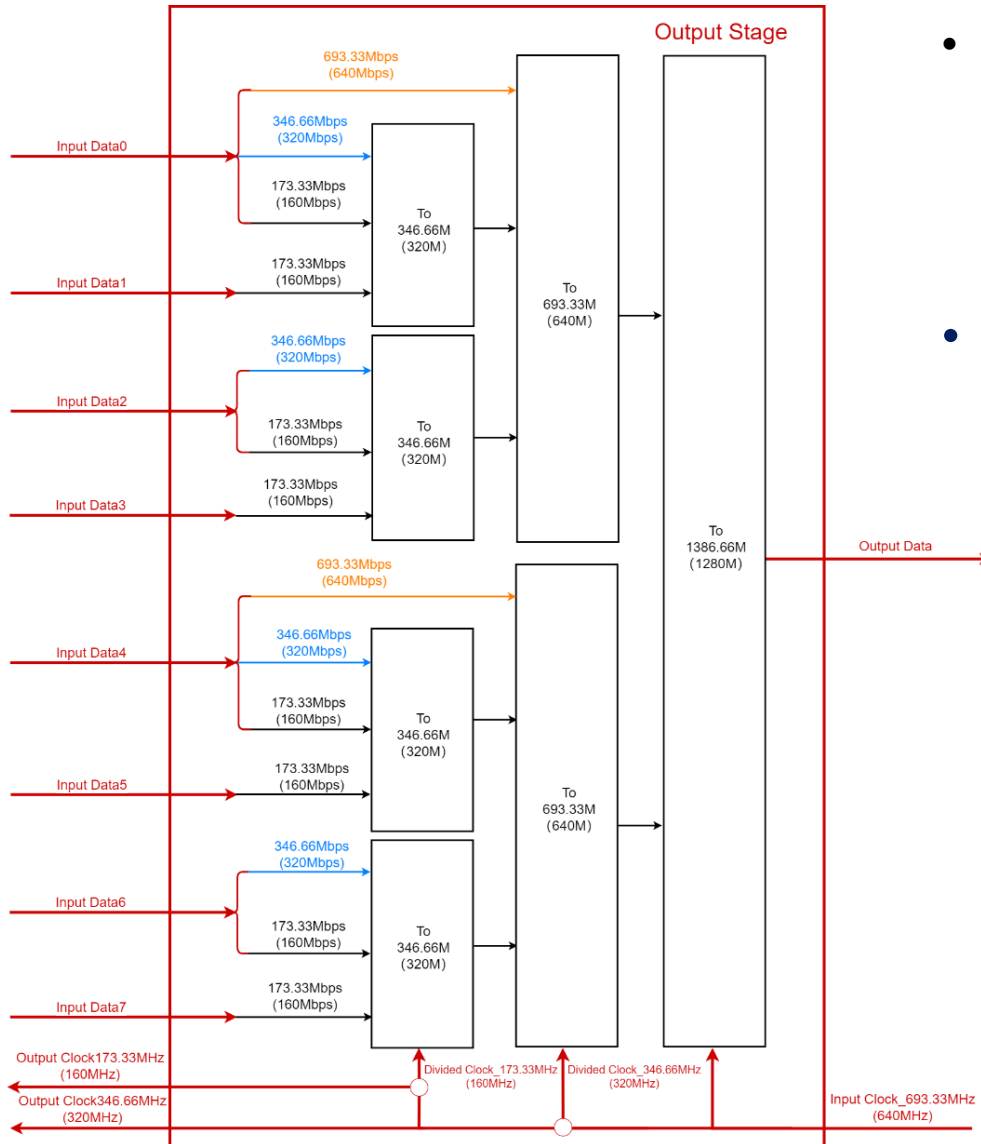 Output Stage
693.33Mbps
(640Mbps)
346.66Mbps
(320Mbps)
Input Data0
173.33Mbps
(160Mbps)
To
346.66M
(320M)
173.33Mbps
(160Mbps)
Input Data1
To
693.33M
(640M)
346.66Mbps
(320Mbps)
Input Data2
173.33Mbps
(160Mbps)
To
346.66M
(320M)
173.33Mbps
(160Mbps)
Input Data3
To
1386.66M
(1280M)
Output Data
693.33Mbps
(640Mbps)
346.66Mbps
(320Mbps)
Input Data4
173.33Mbps
(160Mbps)
To
346.66M
(320M)
173.33Mbps
(160Mbps)
Input Data5
To
693.33M
(640M)
346.66Mbps
(320Mbps)
Input Data6
173.33Mbps
(160Mbps)
To
346.66M
(320M)
173.33Mbps
(160Mbps)
Input Data7
Output Clock173.33MHz
(160MHz)
Divided Clock_173.33MHz
(160MHz)
Divided Clock_346.66MHz
(320MHz)
Output Clock346.66MHz
(320MHz)
Input Clock_693.33MHz
(640MHz)